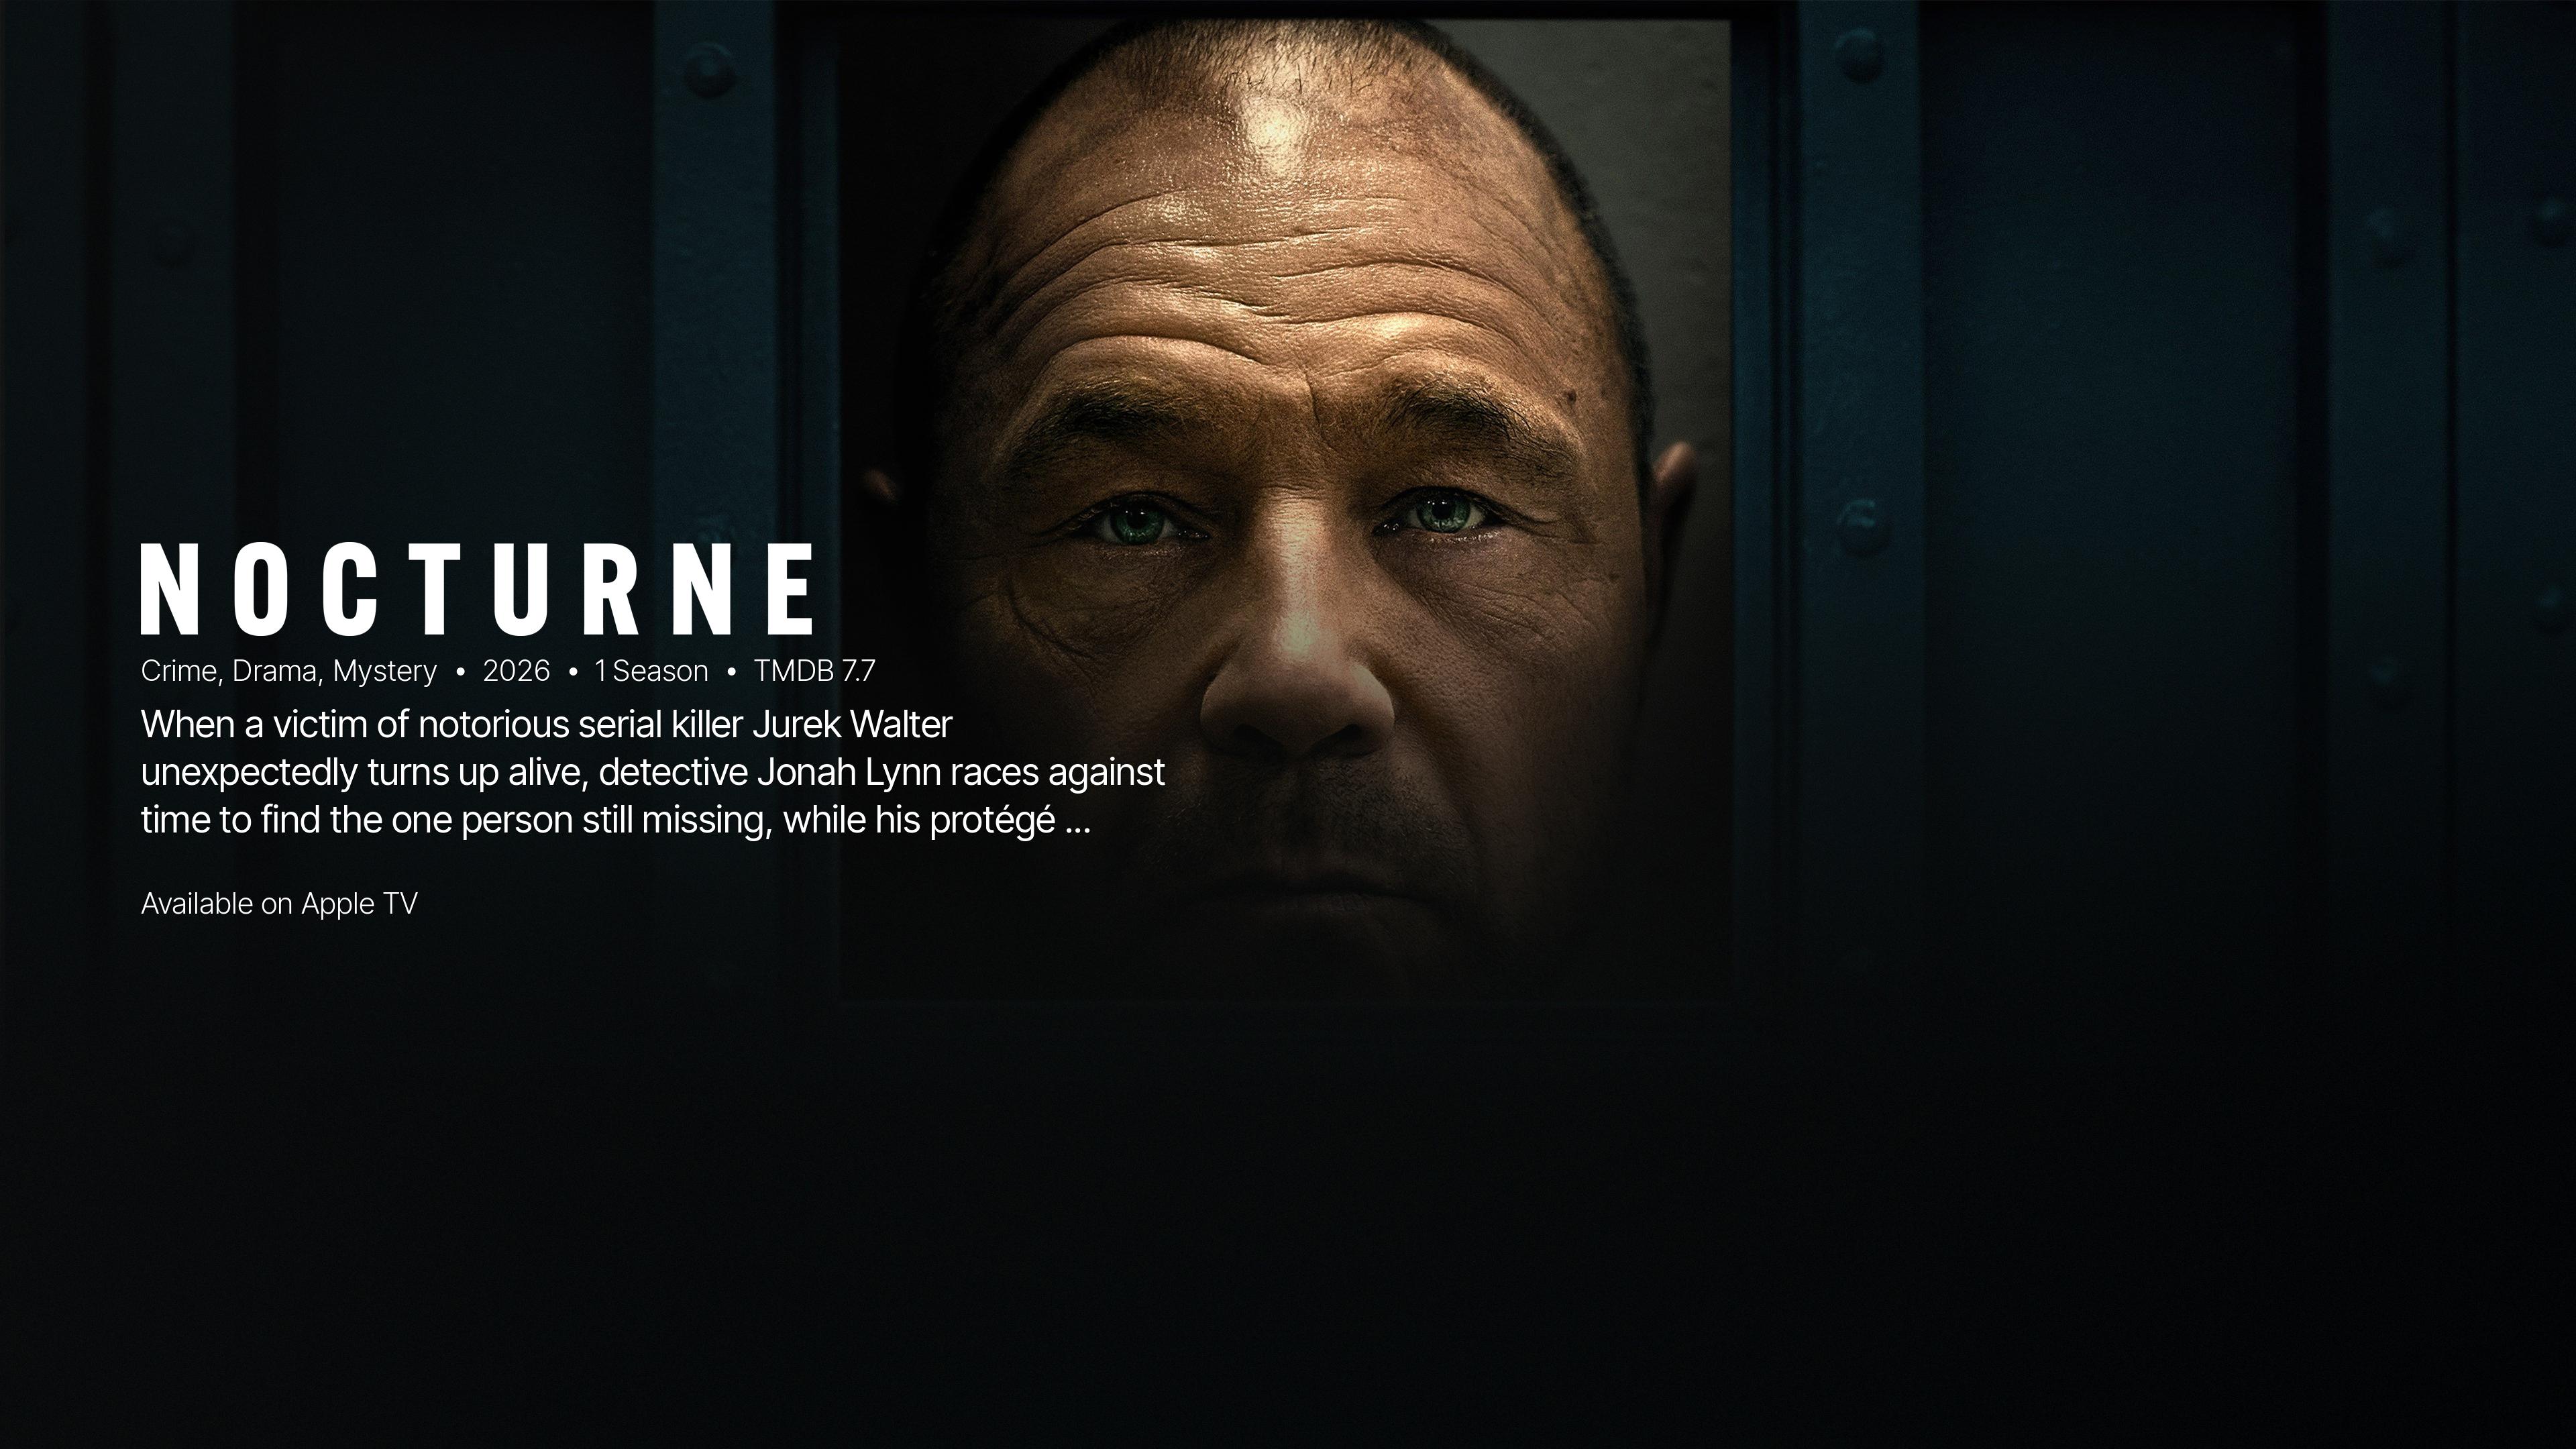 NOCTURNE
Crime, Drama, Mystery • 2026 • 1 Season • TMDB 7.7
When a victim of notorious serial killer Jurek Walter
unexpectedly turns up alive, detective Jonah Lynn races against
time to find the one person still missing, while his protégé ...
Available on Apple TV